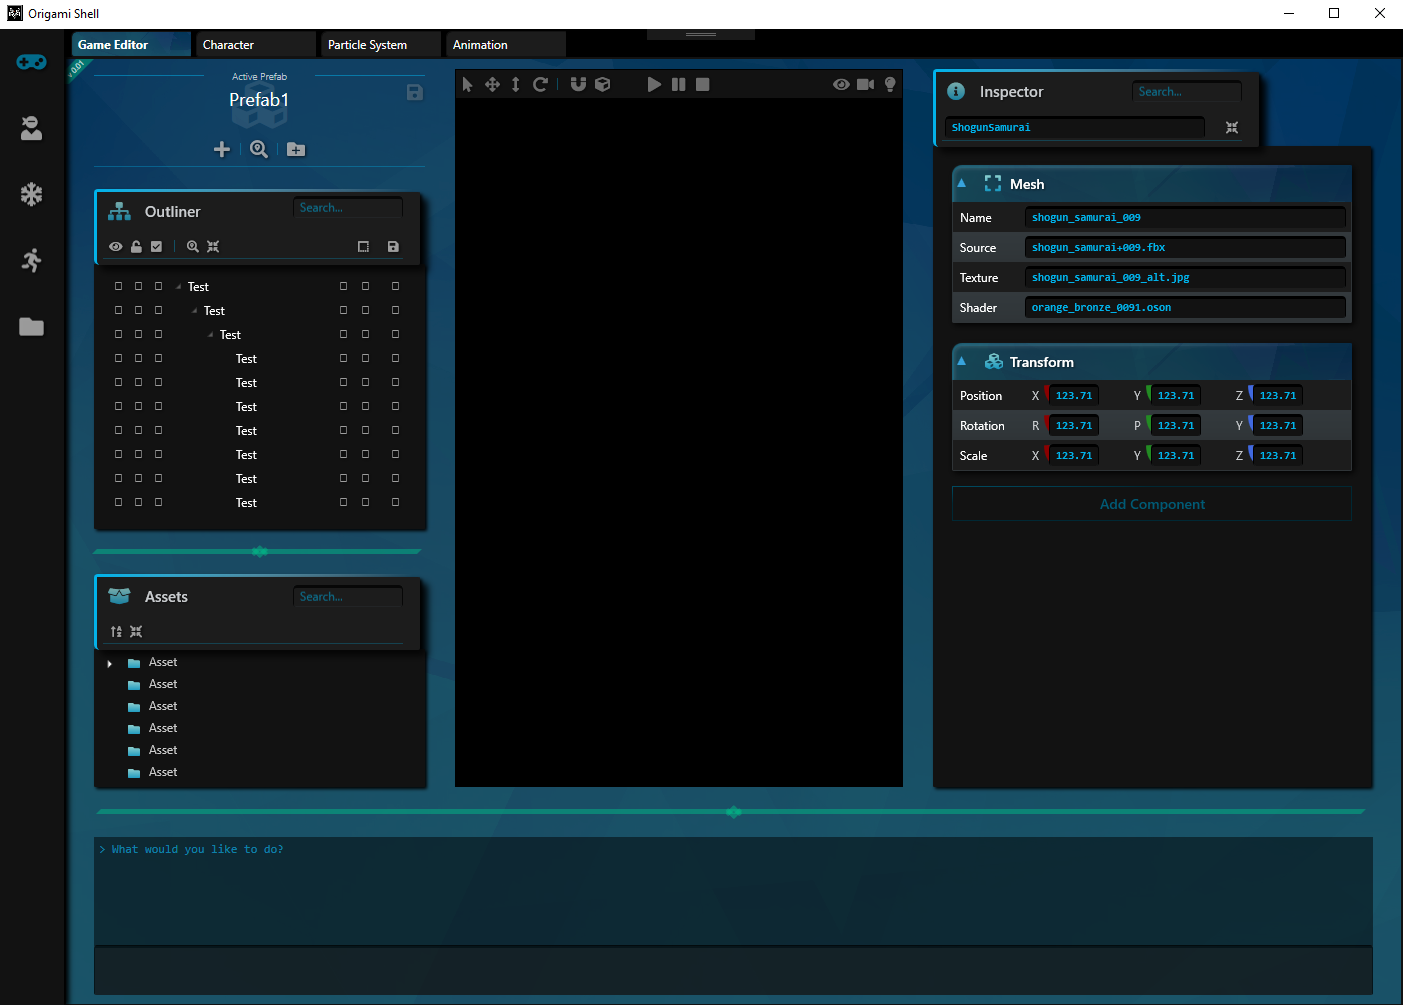 Origami Shell
Game Editor
Character
Particle System
Animation
v 0.01
Active Prefab
Prefab1
Outliner
Search...
Test
Test
Test
Test
Test
Test
Test
Test
Test
Test
Assets
Search...
Asset
Asset
Asset
Asset
Asset
Asset
Inspector
Search...
ShogunSamurai
Mesh
Name shogun_samurai_009
Source shogun_samurai+009.fbx
Texture shogun_samurai_009_alt.jpg
Shader orange_bronze_0091.oson
Transform
Position X 123.71 Y 123.71 Z 123.71
Rotation R 123.71 P 123.71 Y 123.71
Scale X 123.71 Y 123.71 Z 123.71
Add Component
> What would you like to do?